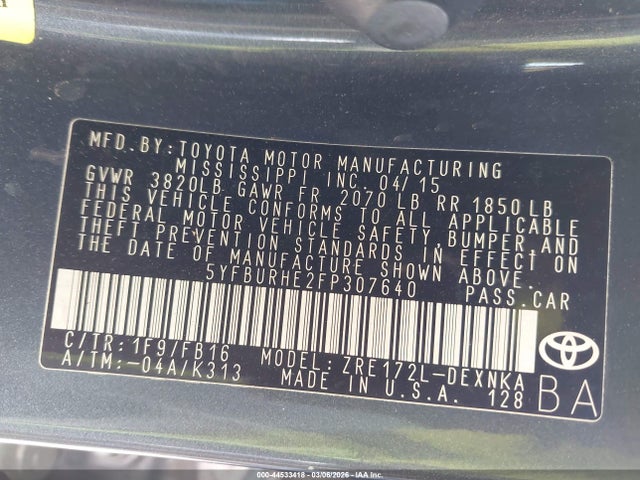 MFD.BY:TOYOTA MOTOR MANUFACTURING
MISSISSIPPI INC. 04/15
GVWR 3820LB GAWR FR 2070 LB RR 1850LB
THIS VEHICLE CONFORMS TO ALL APPLICABLE
FEDERAL MOTOR VEHICLE SAFETY,BUMPER,AND
THEFT PREVENTION STANDARDS IN EFFECT ON
THE DATE OF MANUFACTURE SHOWN ABOVE.
5YFBURHE2FP307640 PASS.CAR
C/TR:1F9/FB16 MODEL:ZRE172L-DEXNKA
A/TM:-04A/K313 MADE IN U.S.A. 128
BA
000-44533418 - 03/06/2026 - IAA Inc.